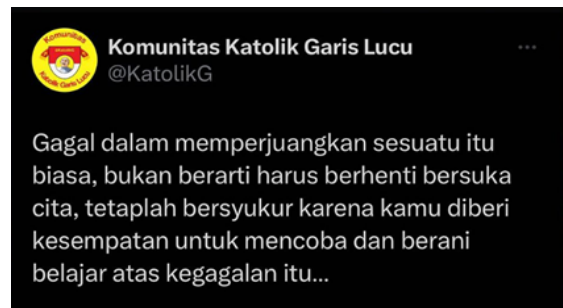 Komunitas Katolik Garis Lucu
@KatolikG
Gagal dalam memperjuangkan sesuatu itu
biasa, bukan berarti harus berhenti bersuka
cita, tetaplah bersyukur karena kamu diberi
kesempatan untuk mencoba dan berani
belajar atas kegagalan itu...